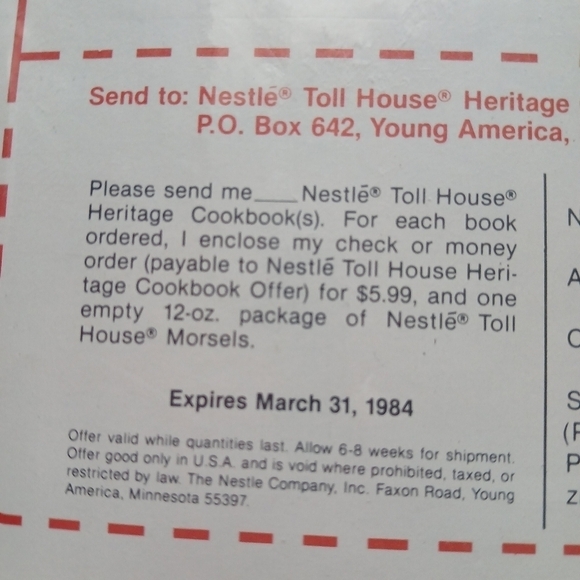 Send to: Nestlé® Toll House® Heritage
P.O. Box 642, Young America,
Please send me____Nestlé® Toll House®
Heritage Cookbook(s). For each book
ordered, I enclose my check or money
order (payable to Nestlé Toll House Heri-
tage Cookbook Offer) for $5.99, and one
empty 12-oz. package of Nestlé® Toll
House® Morsels.
Expires March 31, 1984
Offer valid while quantities last. Allow 6-8 weeks for shipment.
Offer good only in U.S.A. and is void where prohibited, taxed, or
restricted by law. The Nestle Company, Inc. Faxon Road, Young
America, Minnesota 55397.
N
A
C
S
(F
P
Z